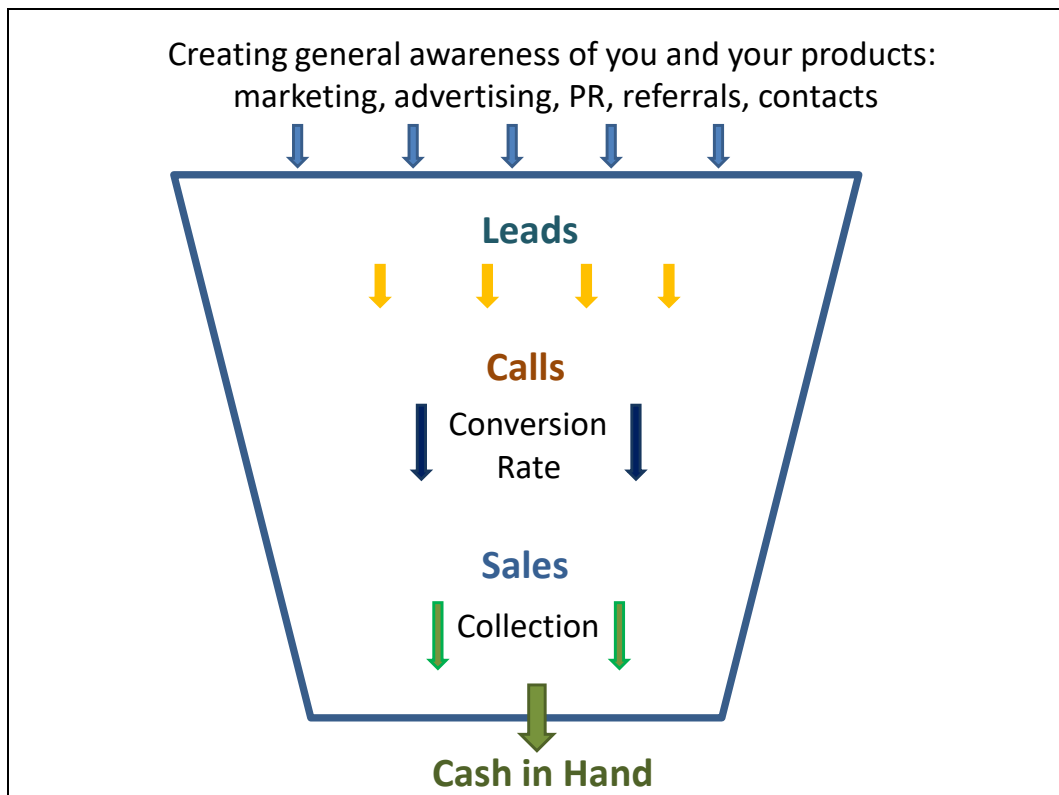 Creating general awareness of you and your products:
marketing, advertising, PR, referrals, contacts
Leads
Calls
Conversion
Rate
Sales
Collection
Cash in Hand